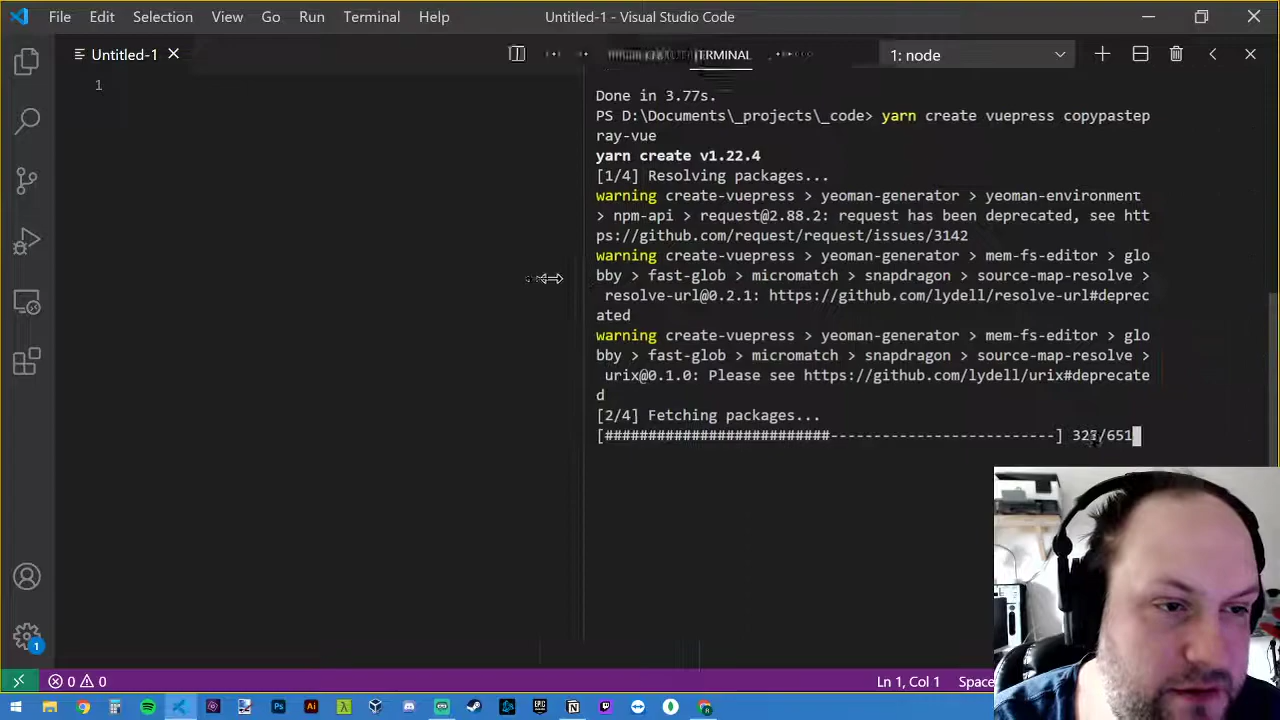 File Edit Selection View Go Run Terminal Help Untitled-1 - Visual Studio Code
Untitled-1 TERMINAL 1: node
1
Done in 3.77s.
PS D:\Documents\_projects\_code> yarn create vuepress copypastep
ray-vue
yarn create v1.22.4
[1/4] Resolving packages...
warning create-vuepress > yeoman-generator > yeoman-environment
> npm-api > request@2.88.2: request has been deprecated, see htt
ps://github.com/request/request/issues/3142
warning create-vuepress > yeoman-generator > mem-fs-editor > glo
bby > fast-glob > micromatch > snapdragon > source-map-resolve >
resolve-url@0.2.1: https://github.com/lydell/resolve-url#deprec
ated
warning create-vuepress > yeoman-generator > mem-fs-editor > glo
bby > fast-glob > micromatch > snapdragon > source-map-resolve >
urix@0.1.0: Please see https://github.com/lydell/urix#deprecate
d
[2/4] Fetching packages...
[##########################--------------------------] /651
1
0 0 Ln 1, Col 1